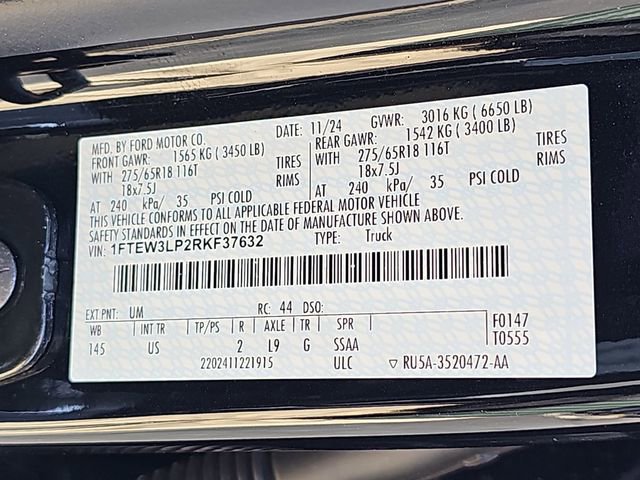 MFD. BY FORD MOTOR CO. DATE: 11/24 GVWR: 3016 KG ( 6650 LB)
FRONT GAWR: 1565 KG ( 3450 LB) REAR GAWR: 1542 KG ( 3400 LB)
WITH 275/65R18 116T TIRES WITH 275/65R18 116T TIRES
18x7.5J RIMS 18x7.5J RIMS
AT 240 kPa/ 35 PSI COLD AT 240 kPa/ 35 PSI COLD
THIS VEHICLE CONFORMS TO ALL APPLICABLE FEDERAL MOTOR VEHICLE
SAFETY STANDARDS IN EFFECT ON THE DATE OF MANUFACTURE SHOWN ABOVE.
VIN: 1FTEW3LP2RKF37632 TYPE: Truck
EXT PNT: UM RC: 44 DSO: F0147
WB INT TR TP/PS R AXLE TR SPR T0555
145 US 2 L9 G SSAA
2202411221915 ULC RU5A-3520472-AA